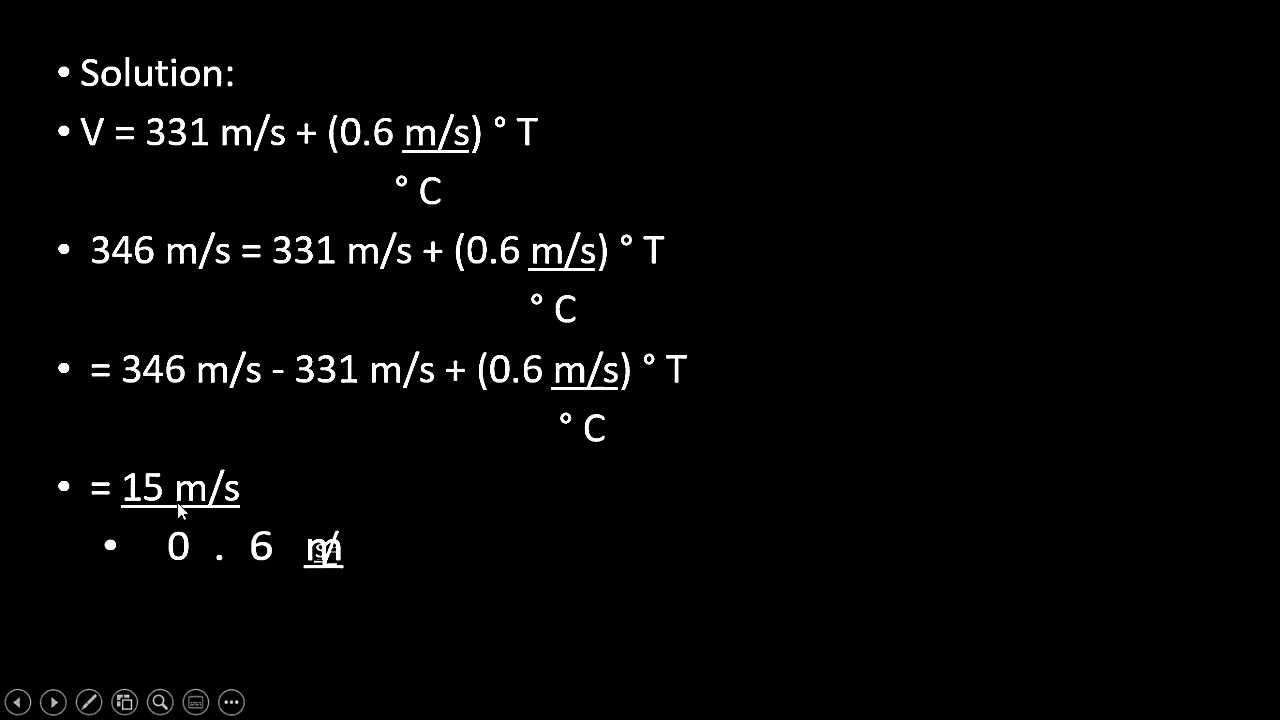 • Solution:
• V = 331 m/s + (0.6 m/s) ° T
° C
• 346 m/s = 331 m/s + (0.6 m/s) ° T
° C
• = 346 m/s - 331 m/s + (0.6 m/s) ° T
° C
• = 15 m/s
• 0 . 6